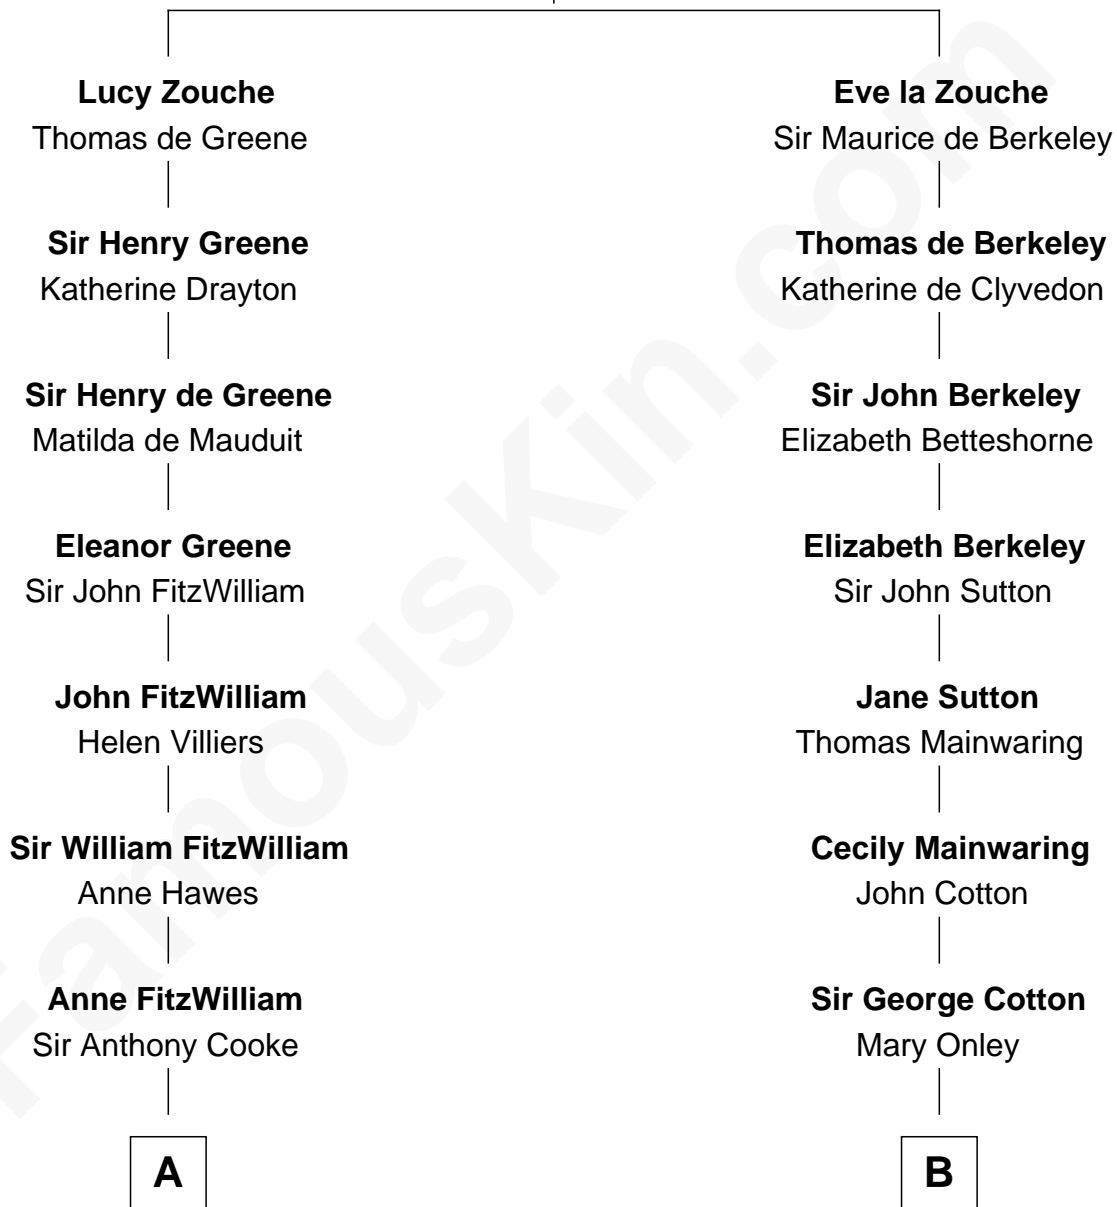 Lucy Zouche
Thomas de Greene
Sir Henry Greene
Katherine Drayton
Sir Henry de Greene
Matilda de Mauduit
Eleanor Greene
Sir John FitzWilliam
John FitzWilliam
Helen Villiers
Sir William FitzWilliam
Anne Hawes
Anne FitzWilliam
Sir Anthony Cooke
A
Eve la Zouche
Sir Maurice de Berkeley
Thomas de Berkeley
Katherine de Clyvedon
Sir John Berkeley
Elizabeth Betteshorne
Elizabeth Berkeley
Sir John Sutton
Jane Sutton
Thomas Mainwaring
Cecily Mainwaring
John Cotton
Sir George Cotton
Mary Onley
B
FamousKin.com